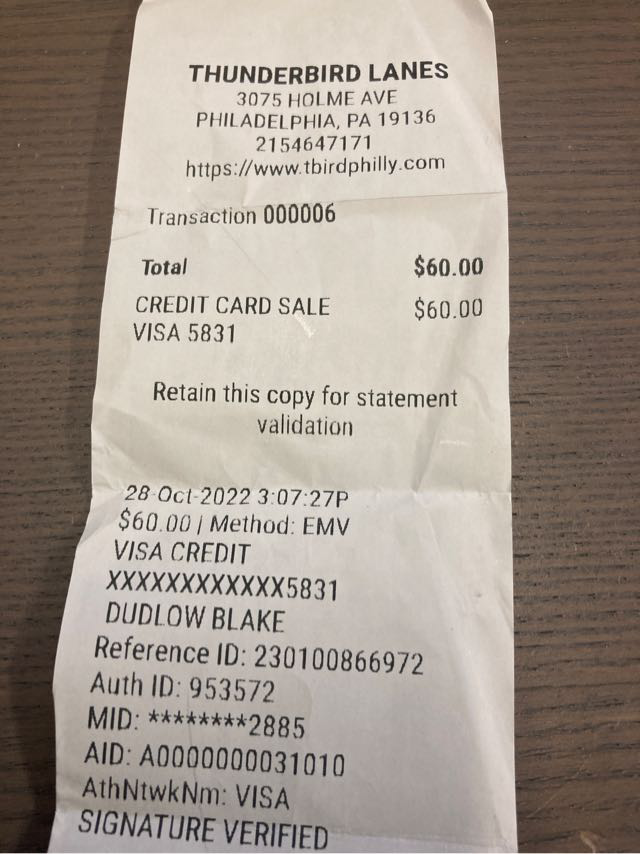 THUNDERBIRD LANES
3075 HOLME AVE
PHILADELPHIA, PA 19136
2154647171
https://www.tbirdphilly.com
Transaction 000006
Total $60.00
CREDIT CARD SALE $60.00
VISA 5831
Retain this copy for statement
validation
28-Oct-2022 3:07:27P
$60.00 | Method: EMV
VISA CREDIT
XXXXXXXXXXXX5831
DUDLOW BLAKE
Reference ID: 230100866972
Auth ID: 953572
MID: ********2885
AID: A0000000031010
AthNtwkNm: VISA
SIGNATURE VERIFIED